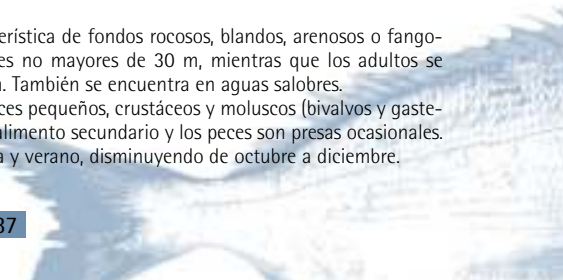 erística de fondos rocosos, blandos, arenosos o fango-
es no mayores de 30 m, mientras que los adultos se
. También se encuentra en aguas salobres.
ces pequeños, crustáceos y moluscos (bivalvos y gaste-
alimento secundario y los peces son presas ocasionales.
a y verano, disminuyendo de octubre a diciembre.
37